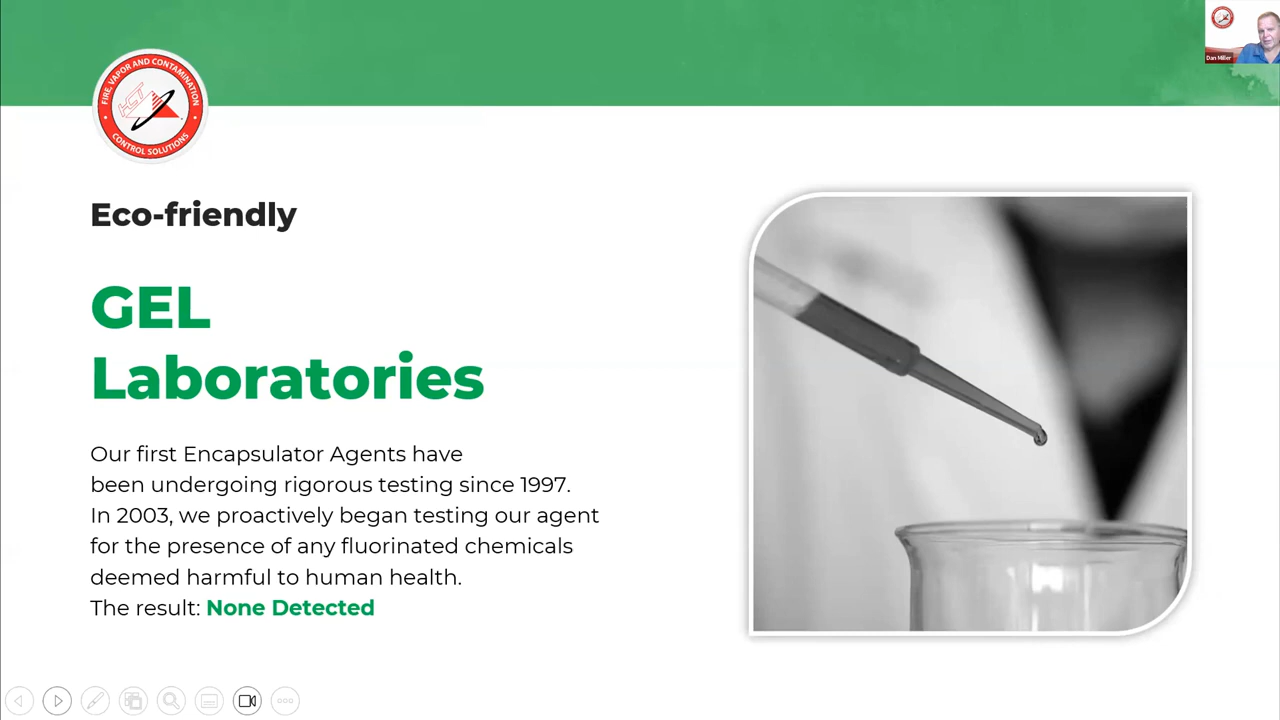 FIRE, VAPOR AND CONTAMINATION
HCT
CONTROL SOLUTIONS
Dan Miller
Eco-friendly
GEL
Laboratories
Our first Encapsulator Agents have
been undergoing rigorous testing since 1997.
In 2003, we proactively began testing our agent
for the presence of any fluorinated chemicals
deemed harmful to human health.
The result: None Detected